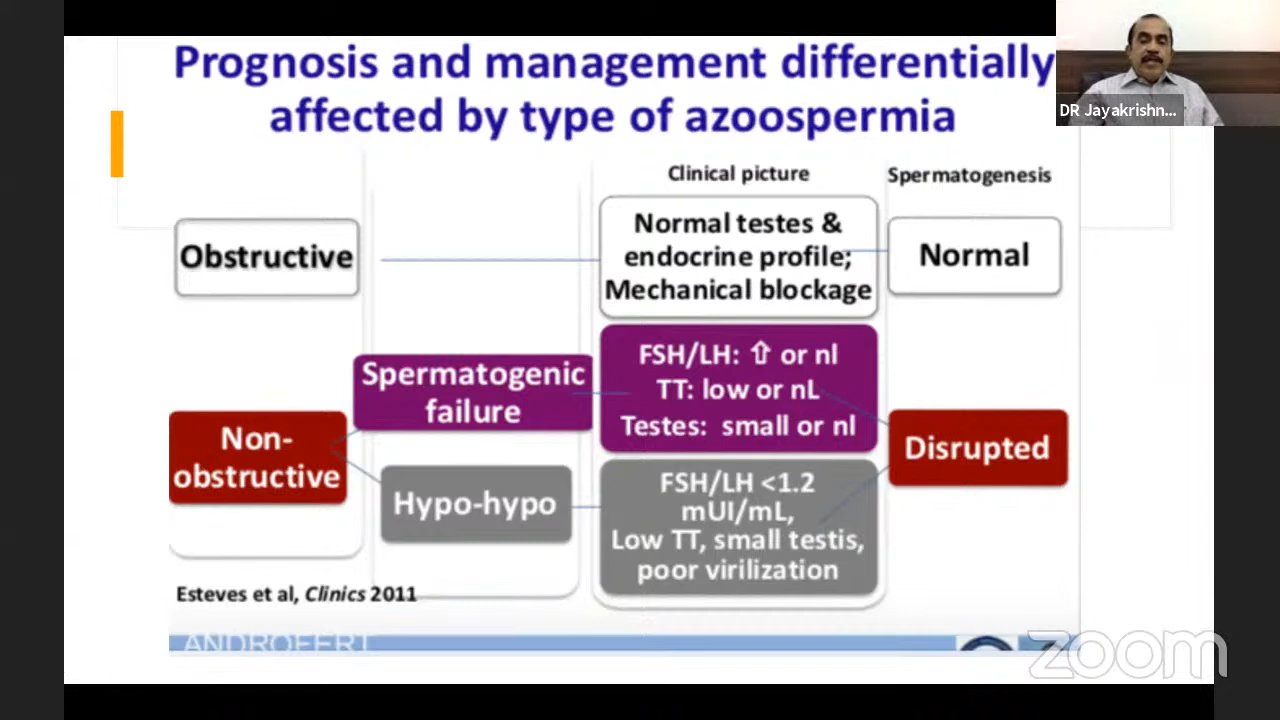 Prognosis and management differentially
affected by type of azoospermia
DR Jayakrishn...
Clinical picture
Spermatogenesis
Obstructive
Normal testes &
endocrine profile;
Mechanical blockage
Normal
Spermatogenic
failure
FSH/LH: ⇧ or nl
TT: low or nL
Testes: small or nl
Non-
obstructive
Disrupted
Hypo-hypo
FSH/LH <1.2
mUI/mL,
Low TT, small testis,
poor virilization
Esteves et al, Clinics 2011
ANDROFERT
zoom